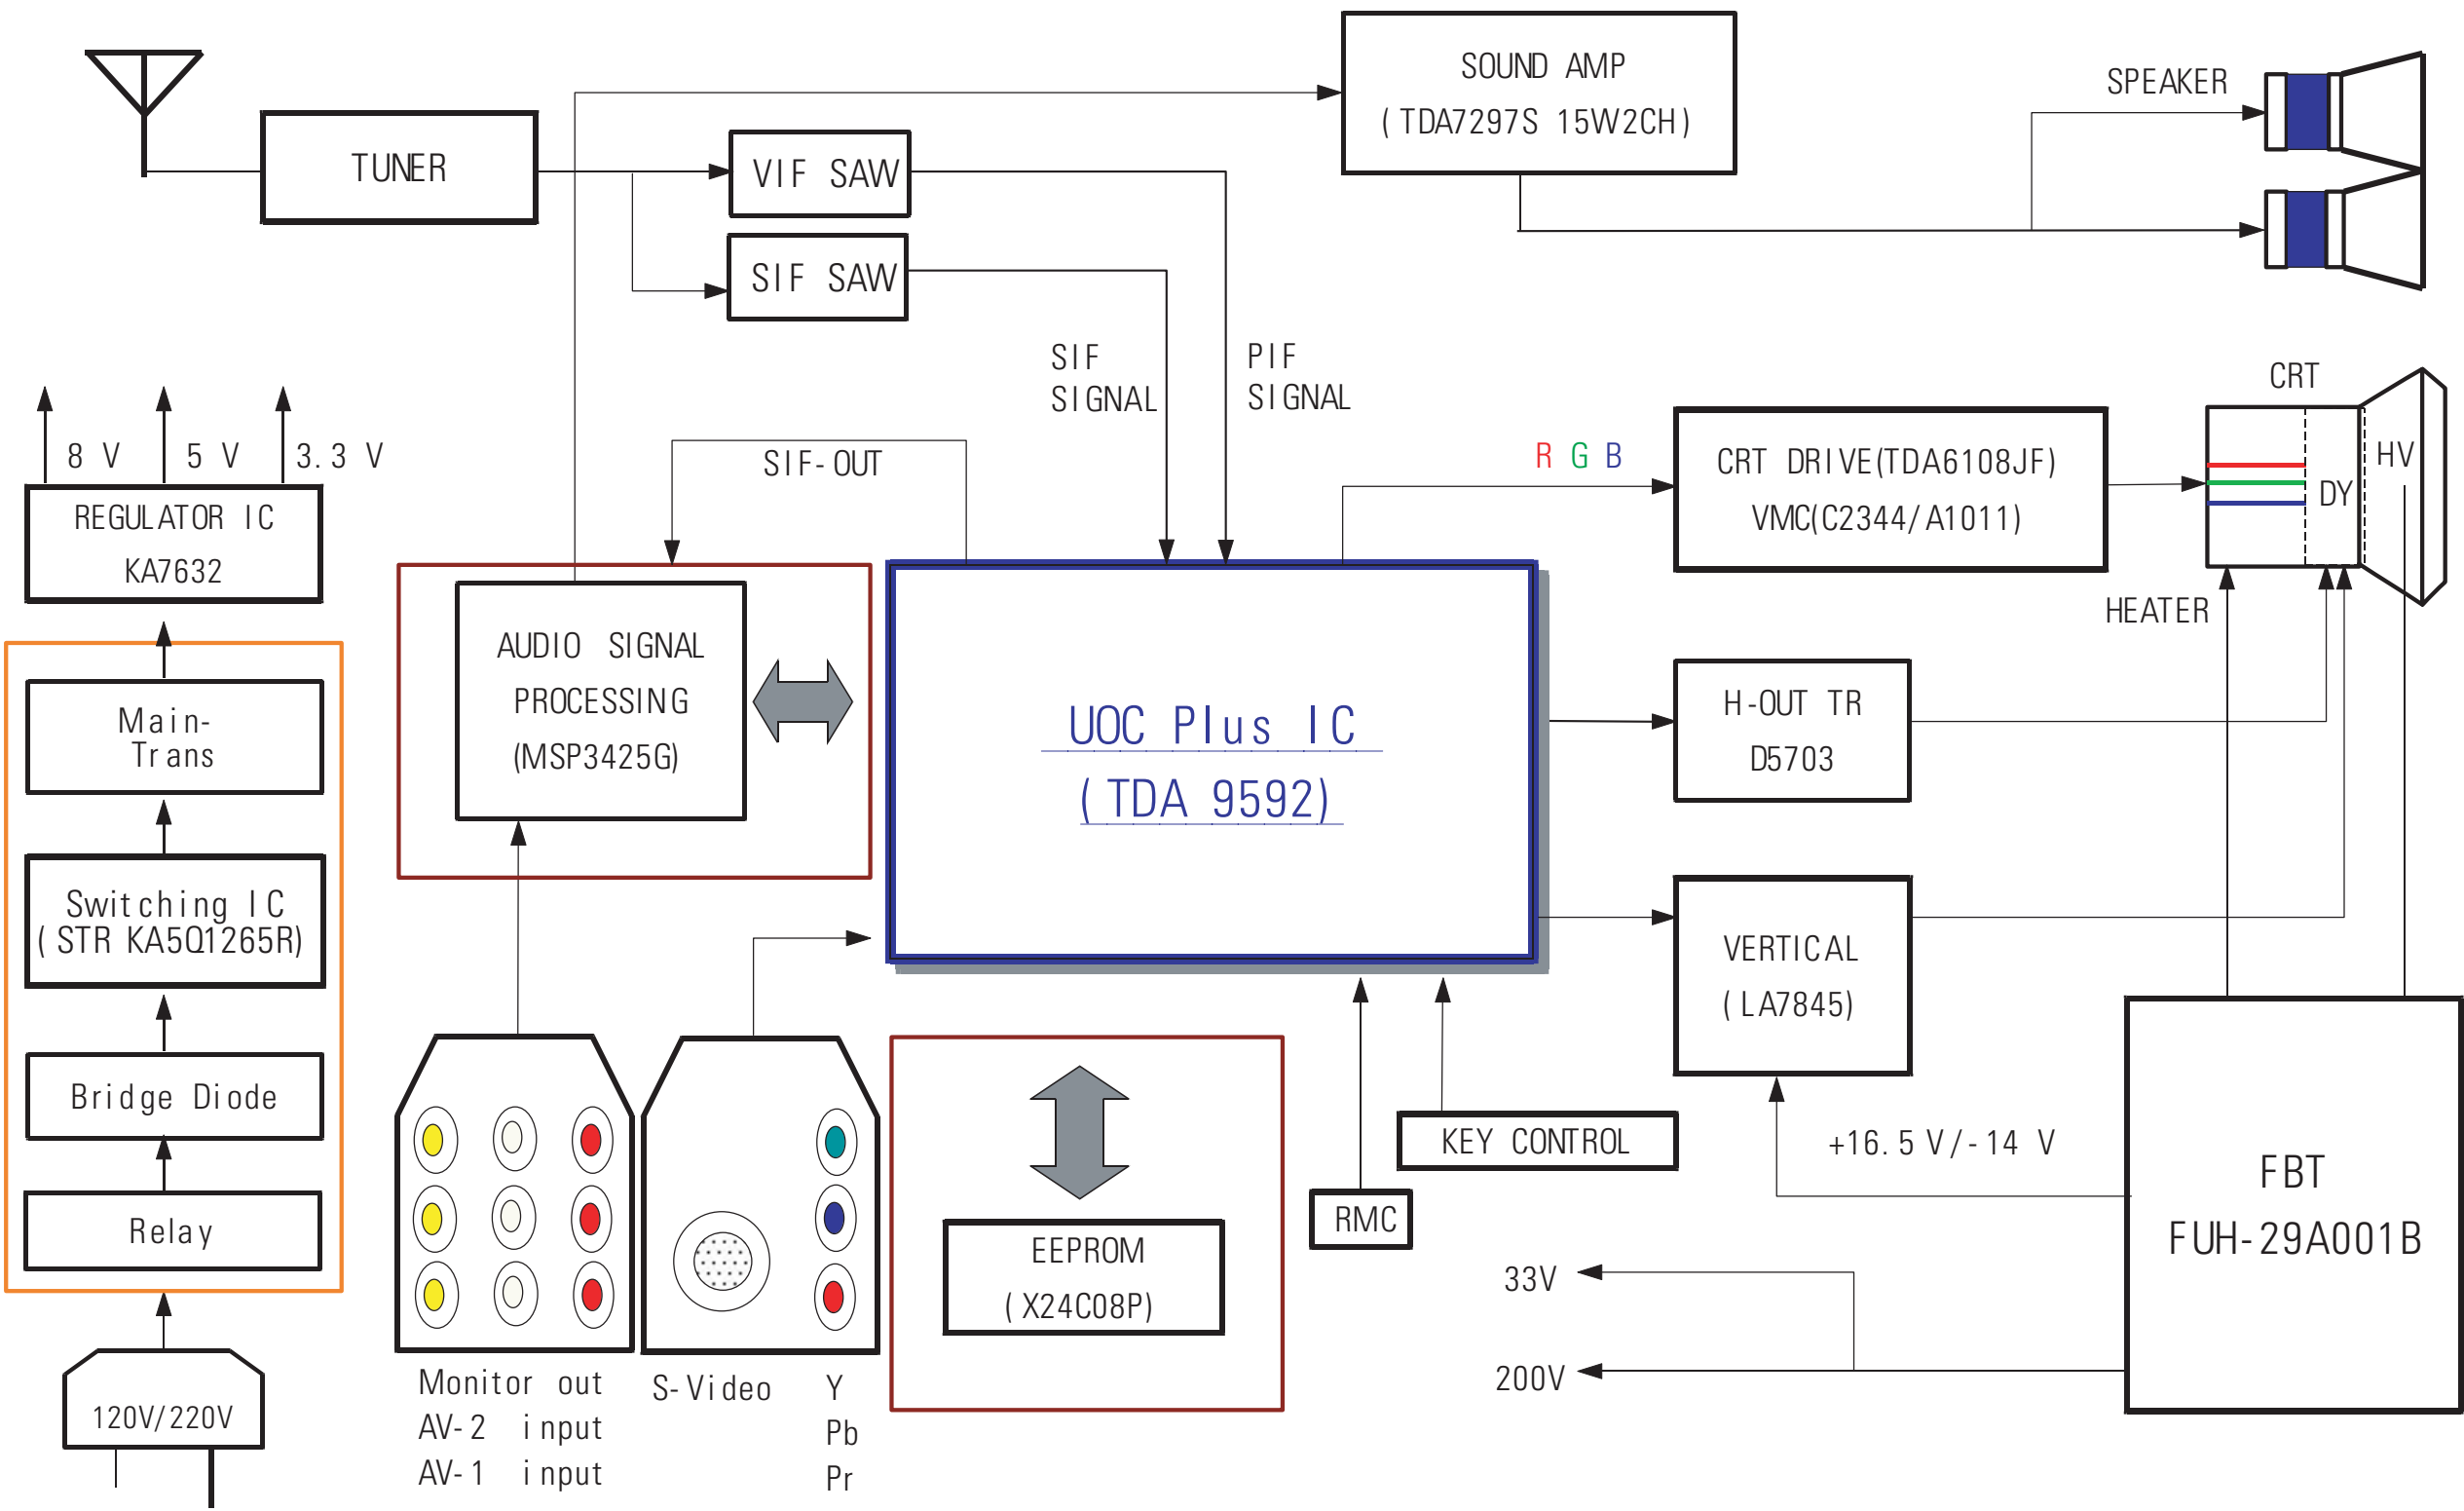 SOUND AMP
(TDA7297S 15W2CH)
SPEAKER
TUNER
VIF SAW
SIF SAW
SIF
SIGNAL
PIF
SIGNAL
CRT
8 V
5 V
3.3 V
SIF-OUT
R G B
CRT DRIVE(TDA6108JF)
VMC(C2344/A1011)
HV
DY
REGULATOR IC
KA7632
HEATER
AUDIO SIGNAL
PROCESSING
(MSP3425G)
UOC Plus IC
(TDA 9592)
H-OUT TR
D5703
Main-
Trans
Switching IC
(STR KA5Q1265R)
VERTICAL
(LA7845)
Bridge Diode
KEY CONTROL
+16.5V/-14 V
FBT
FUH-29A001B
Relay
RMC
EEPROM
(X24C08P)
33V
200V
120V/220V
Monitor out
AV-2 input
AV-1 input
S-Video
Y
Pb
Pr